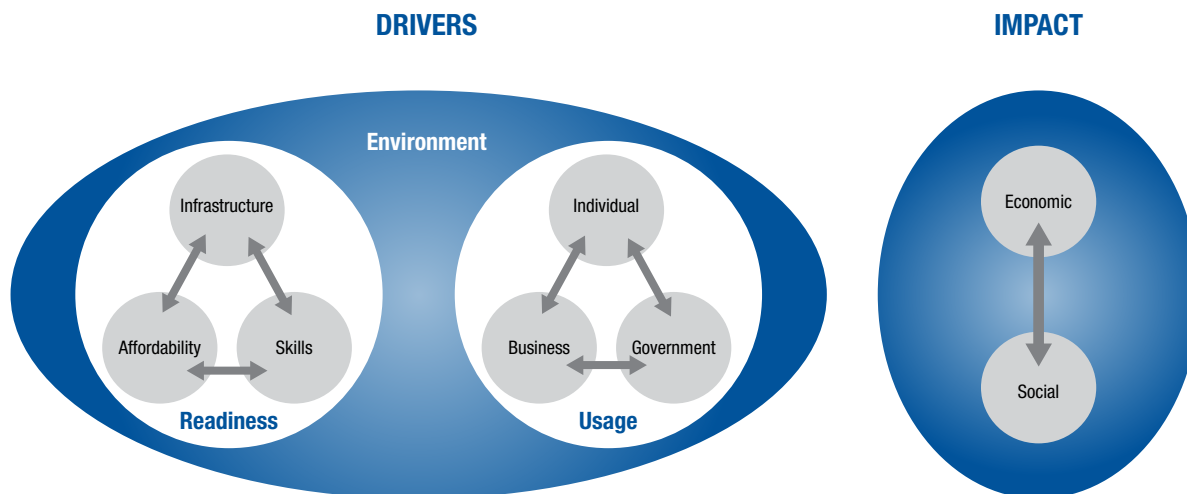 DRIVERS
IMPACT
Environment
Infrastructure
Affordability
Skills
Readiness
Individual
Business
Government
Usage
Economic
Social